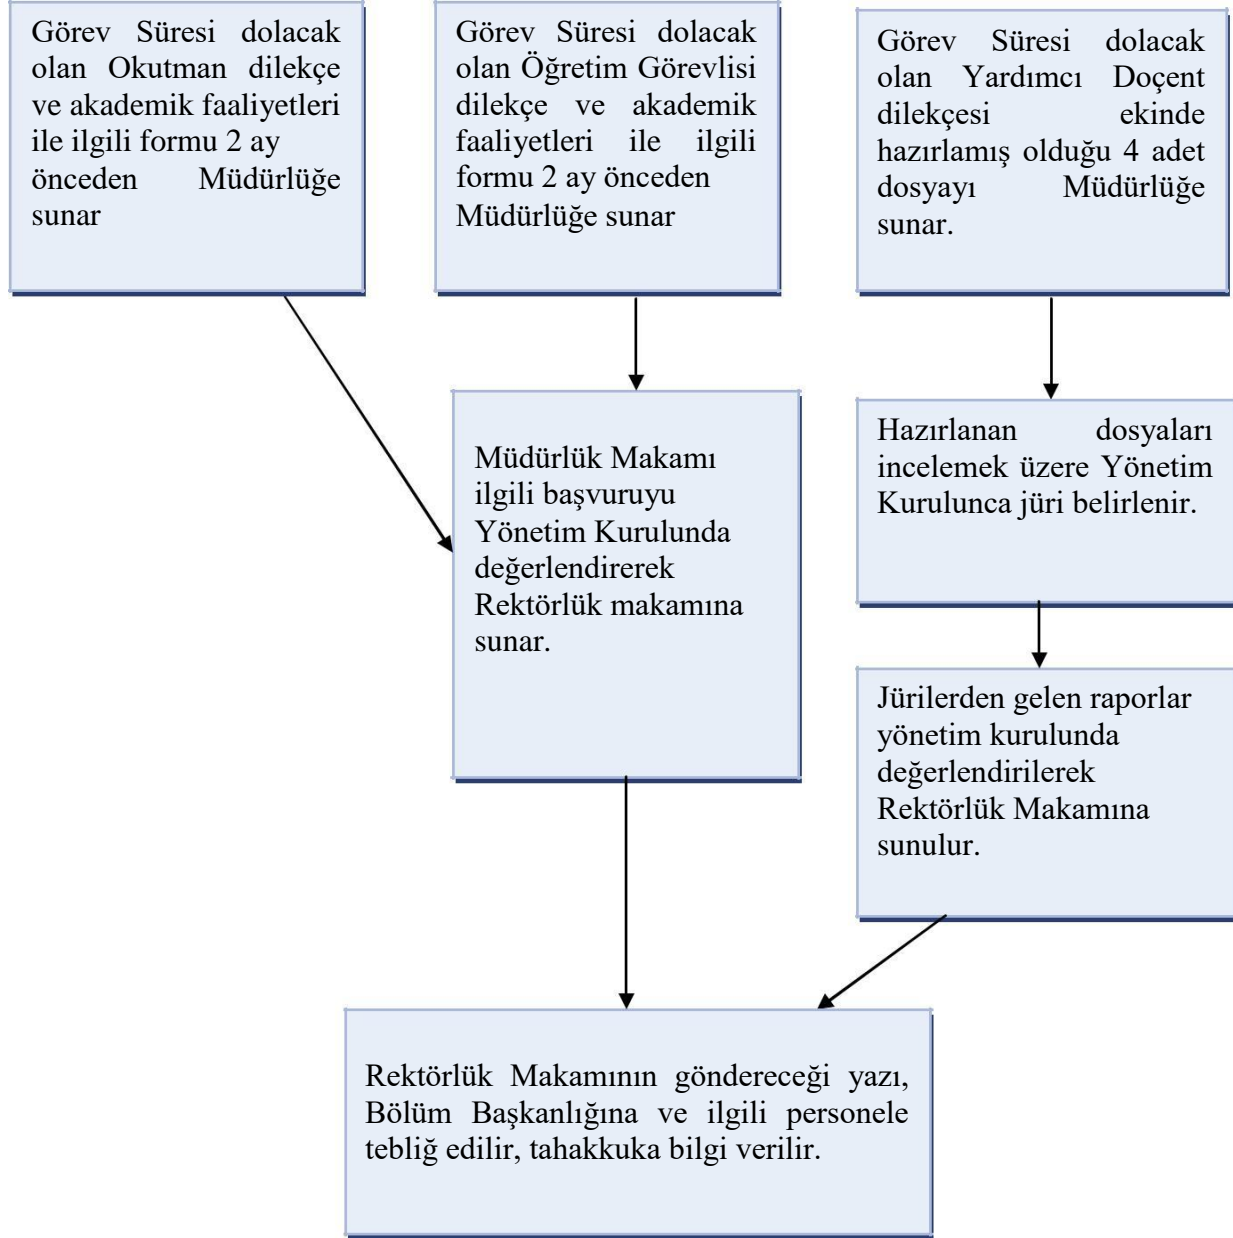 Görev Süresi dolacak
olan Okutman dilekçe
ve akademik faaliyetleri
ile ilgili formu 2 ay
önceden Müdürlüğe
sunar
Görev Süresi dolacak
olan Öğretim Görevlisi
dilekçe ve akademik
faaliyetleri ile ilgili
formu 2 ay önceden
Müdürlüğe sunar
Görev Süresi dolacak
olan Yardımcı Doçent
dilekçesi ekinde
hazırlamış olduğu 4 adet
dosyayı Müdürlüğe
sunar.
Müdürlük Makamı
ilgili başvuruyu
Yönetim Kurulunda
değerlendirerek
Rektörlük makamına
sunar.
Hazırlanan dosyaları
incelemek üzere Yönetim
Kurulunca jüri belirlenir.
Jürilerden gelen raporlar
yönetim kurulunda
değerlendirilerek
Rektörlük Makamına
sunulur.
Rektörlük Makamının göndereceği yazı,
Bölüm Başkanlığına ve ilgili personele
tebliğ edilir, tahakkuka bilgi verilir.